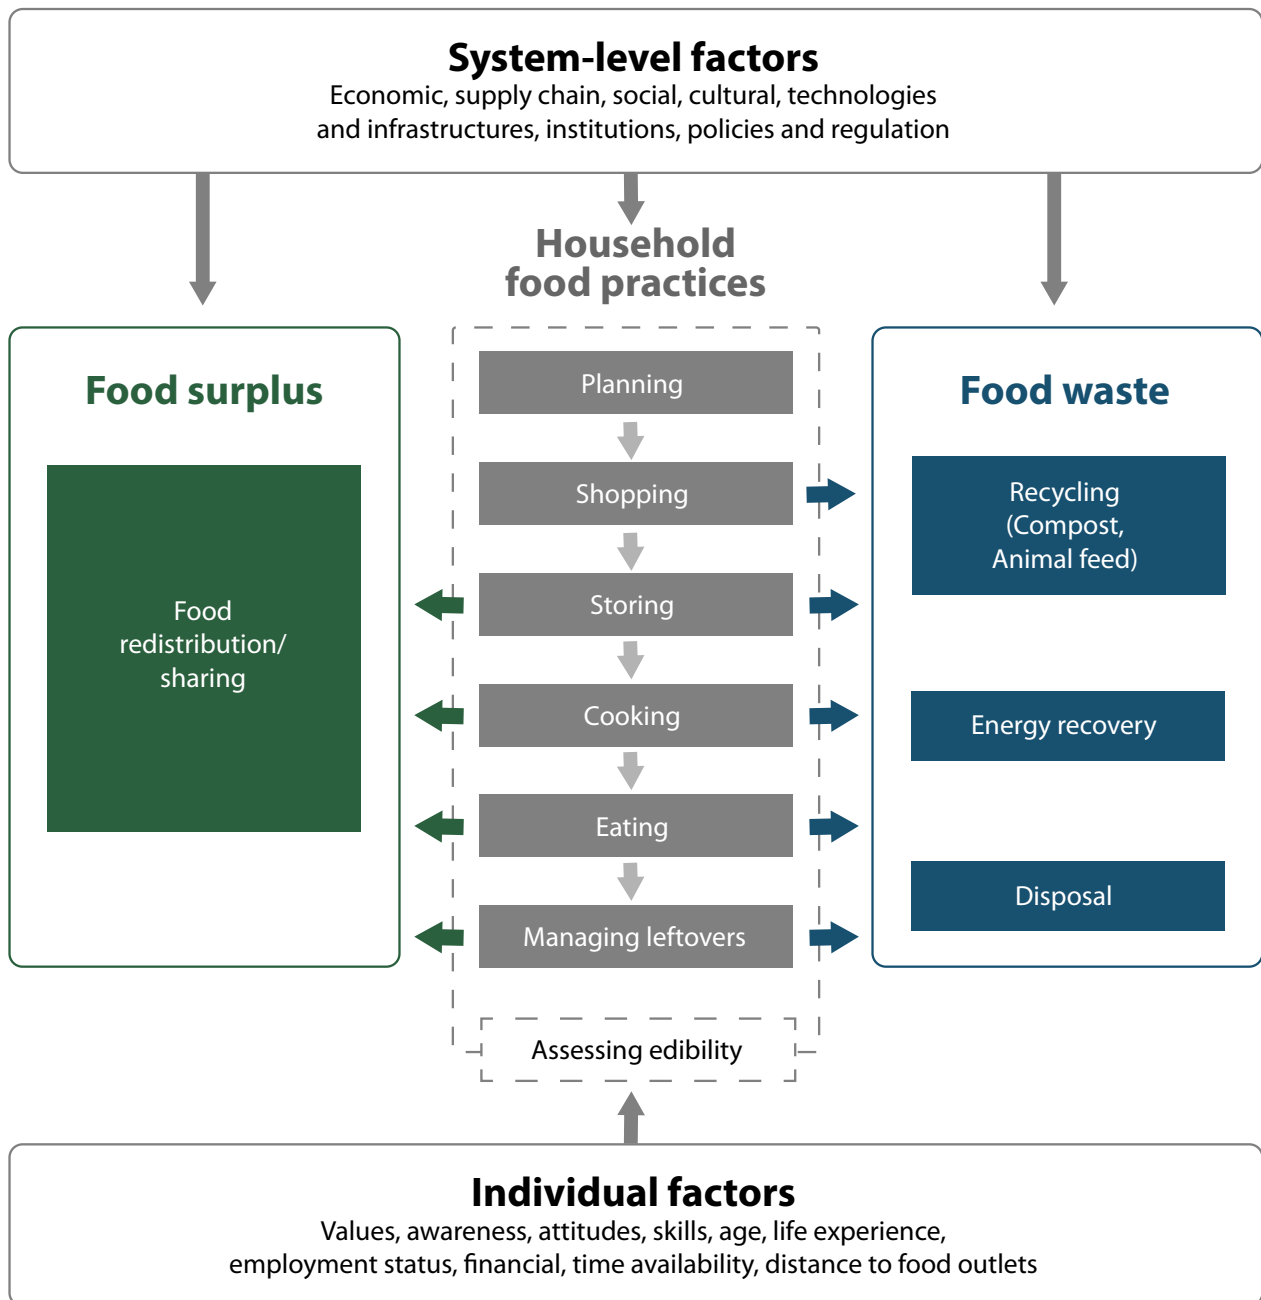 System-level factors
Economic, supply chain, social, cultural, technologies
and infrastructures, institutions, policies and regulation
Household
food practices
Food surplus
Food
redistribution/
sharing
Planning
Shopping
Storing
Cooking
Eating
Managing leftovers
Assessing edibility
Food waste
Recycling
(Compost,
Animal feed)
Energy recovery
Disposal
Individual factors
Values, awareness, attitudes, skills, age, life experience,
employment status, financial, time availability, distance to food outlets